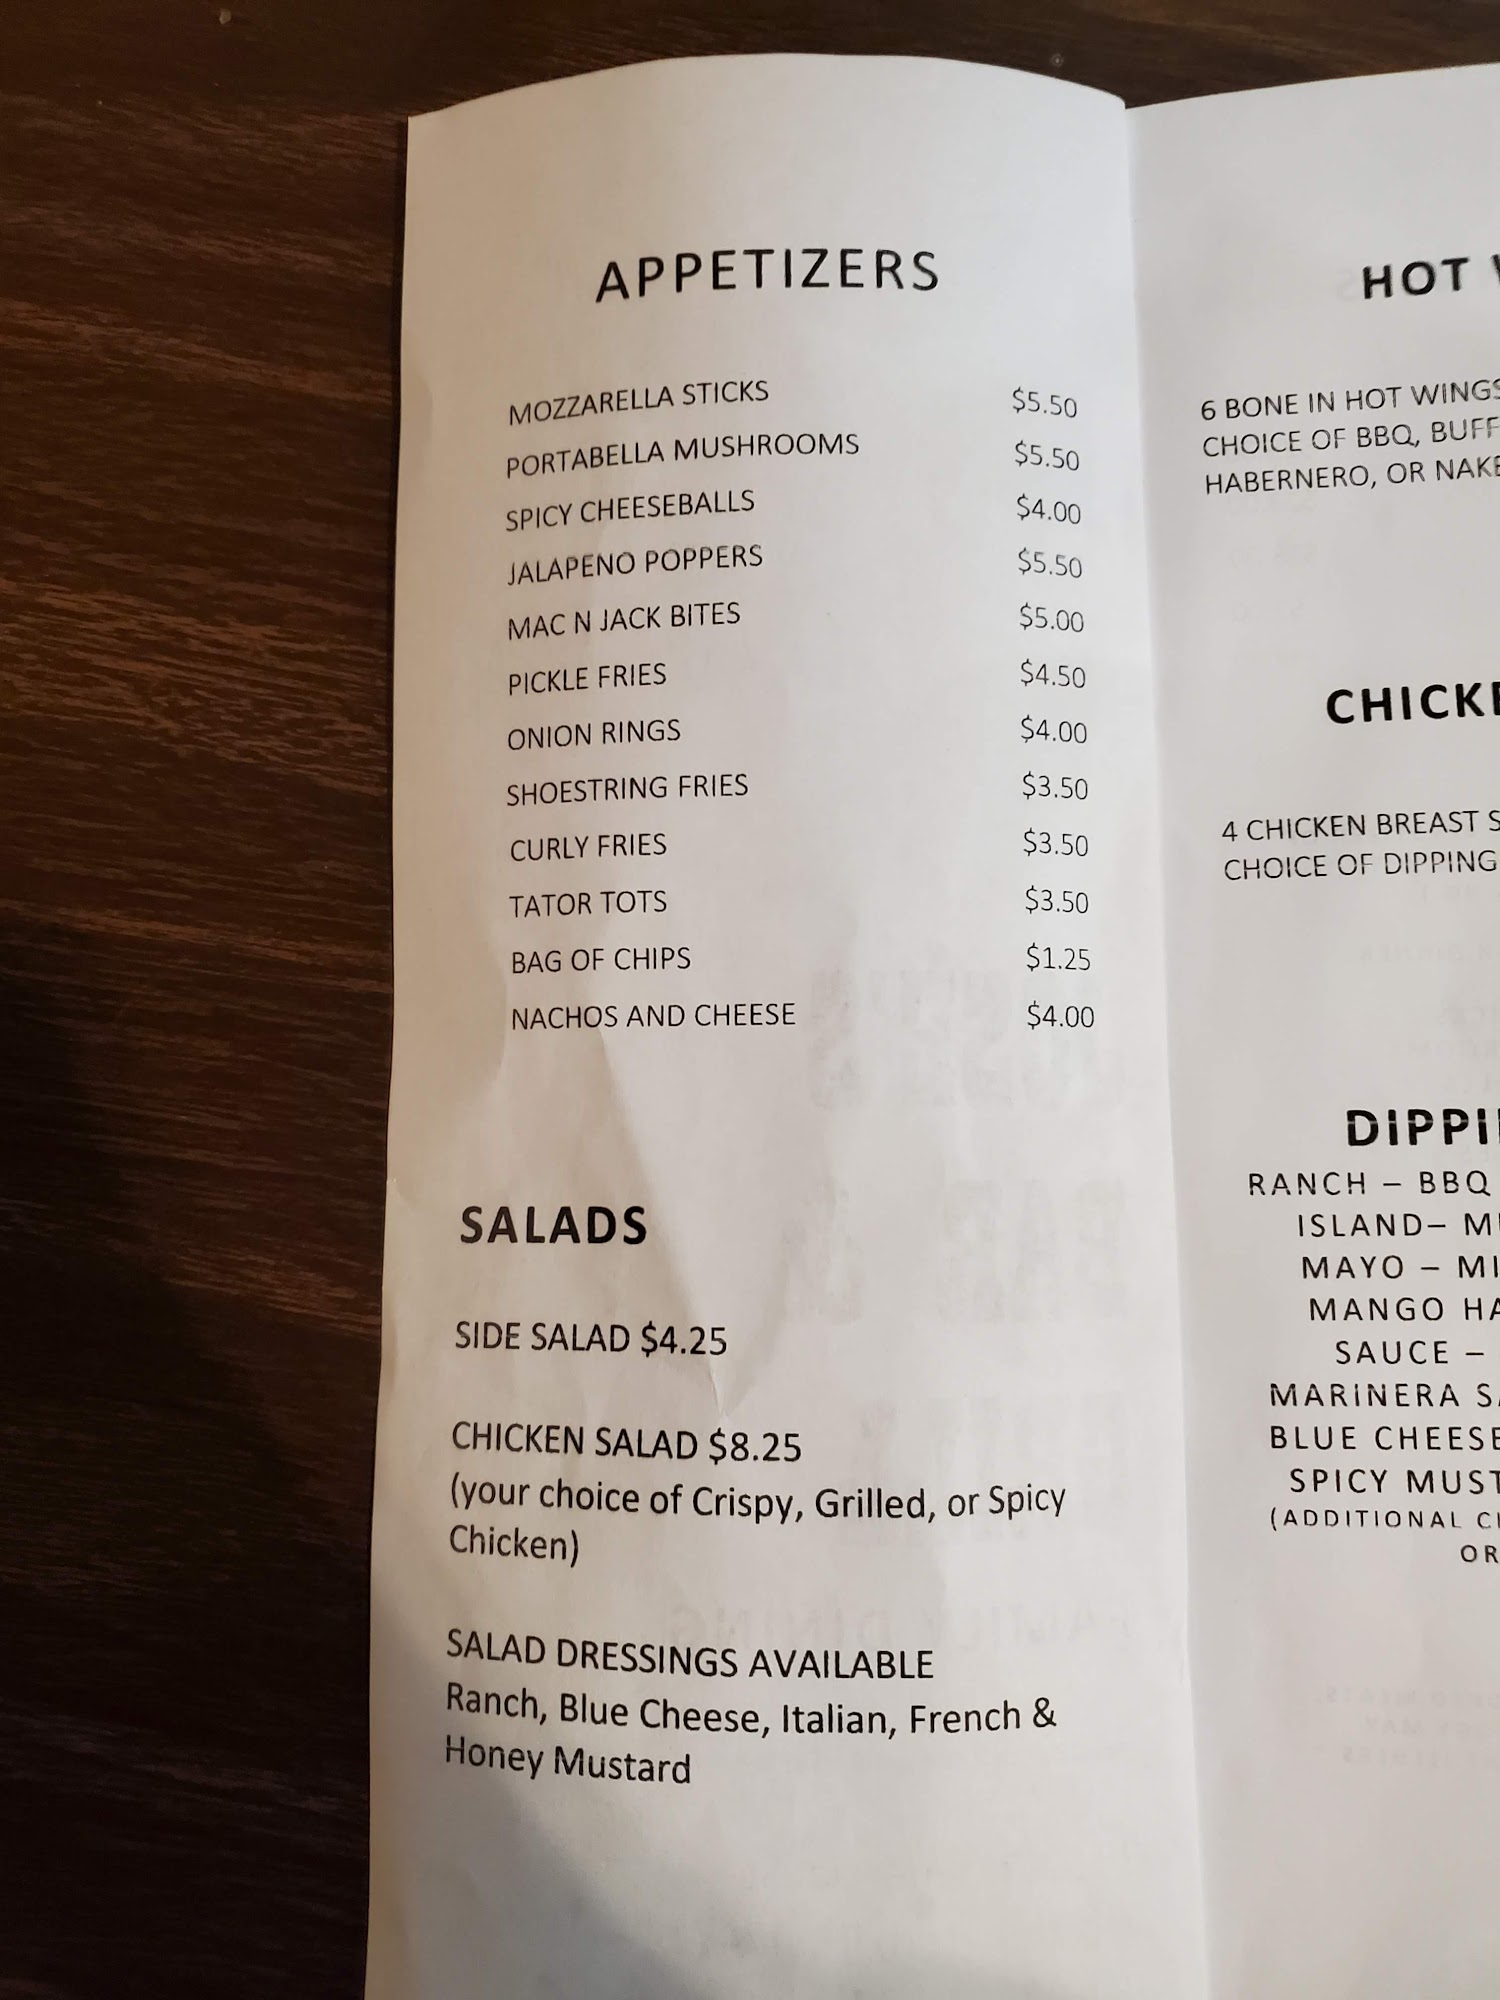 APPETIZERS
MOZZARELLA STICKS $5.50
PORTABELLA MUSHROOMS $5.50
SPICY CHEESEBALLS $4.00
JALAPENO POPPERS $5.50
MAC N JACK BITES $5.00
PICKLE FRIES $4.50
ONION RINGS $4.00
SHOESTRING FRIES $3.50
CURLY FRIES $3.50
TATOR TOTS $3.50
BAG OF CHIPS $1.25
NACHOS AND CHEESE $4.00
SALADS
SIDE SALAD $4.25
CHICKEN SALAD $8.25
(your choice of Crispy, Grilled, or Spicy
Chicken)
SALAD DRESSINGS AVAILABLE
Ranch, Blue Cheese, Italian, French &
Honey Mustard
HOT
6 BONE IN HOT WINGS
CHOICE OF BBQ,
HABERNERO, OR
4 CHICKEN BREAST
CHOICE OF DIPPING
RANCH – BBQ
ISLAND–
MAYO –
MANGO
SAUCE –
MARINERA
BLUE CHEESE
SPICY
(ADDITIONAL
OR